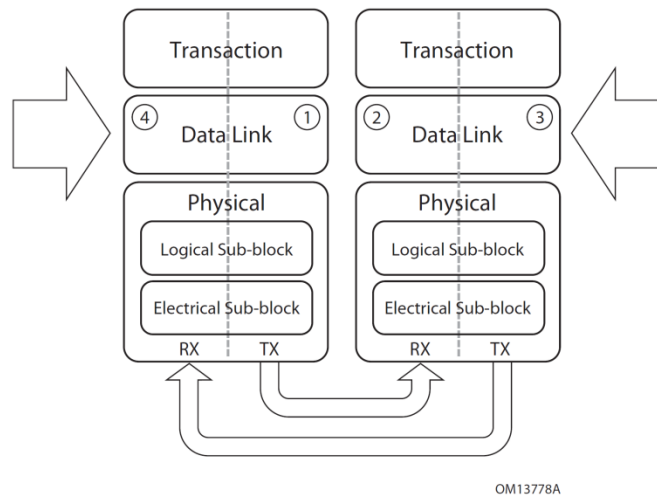 Transaction
Transaction
4
1
Data Link
2
3
Data Link
Physical
Physical
Logical Sub-block
Logical Sub-block
Electrical Sub-block
Electrical Sub-block
RX
TX
RX
TX
OM13778A